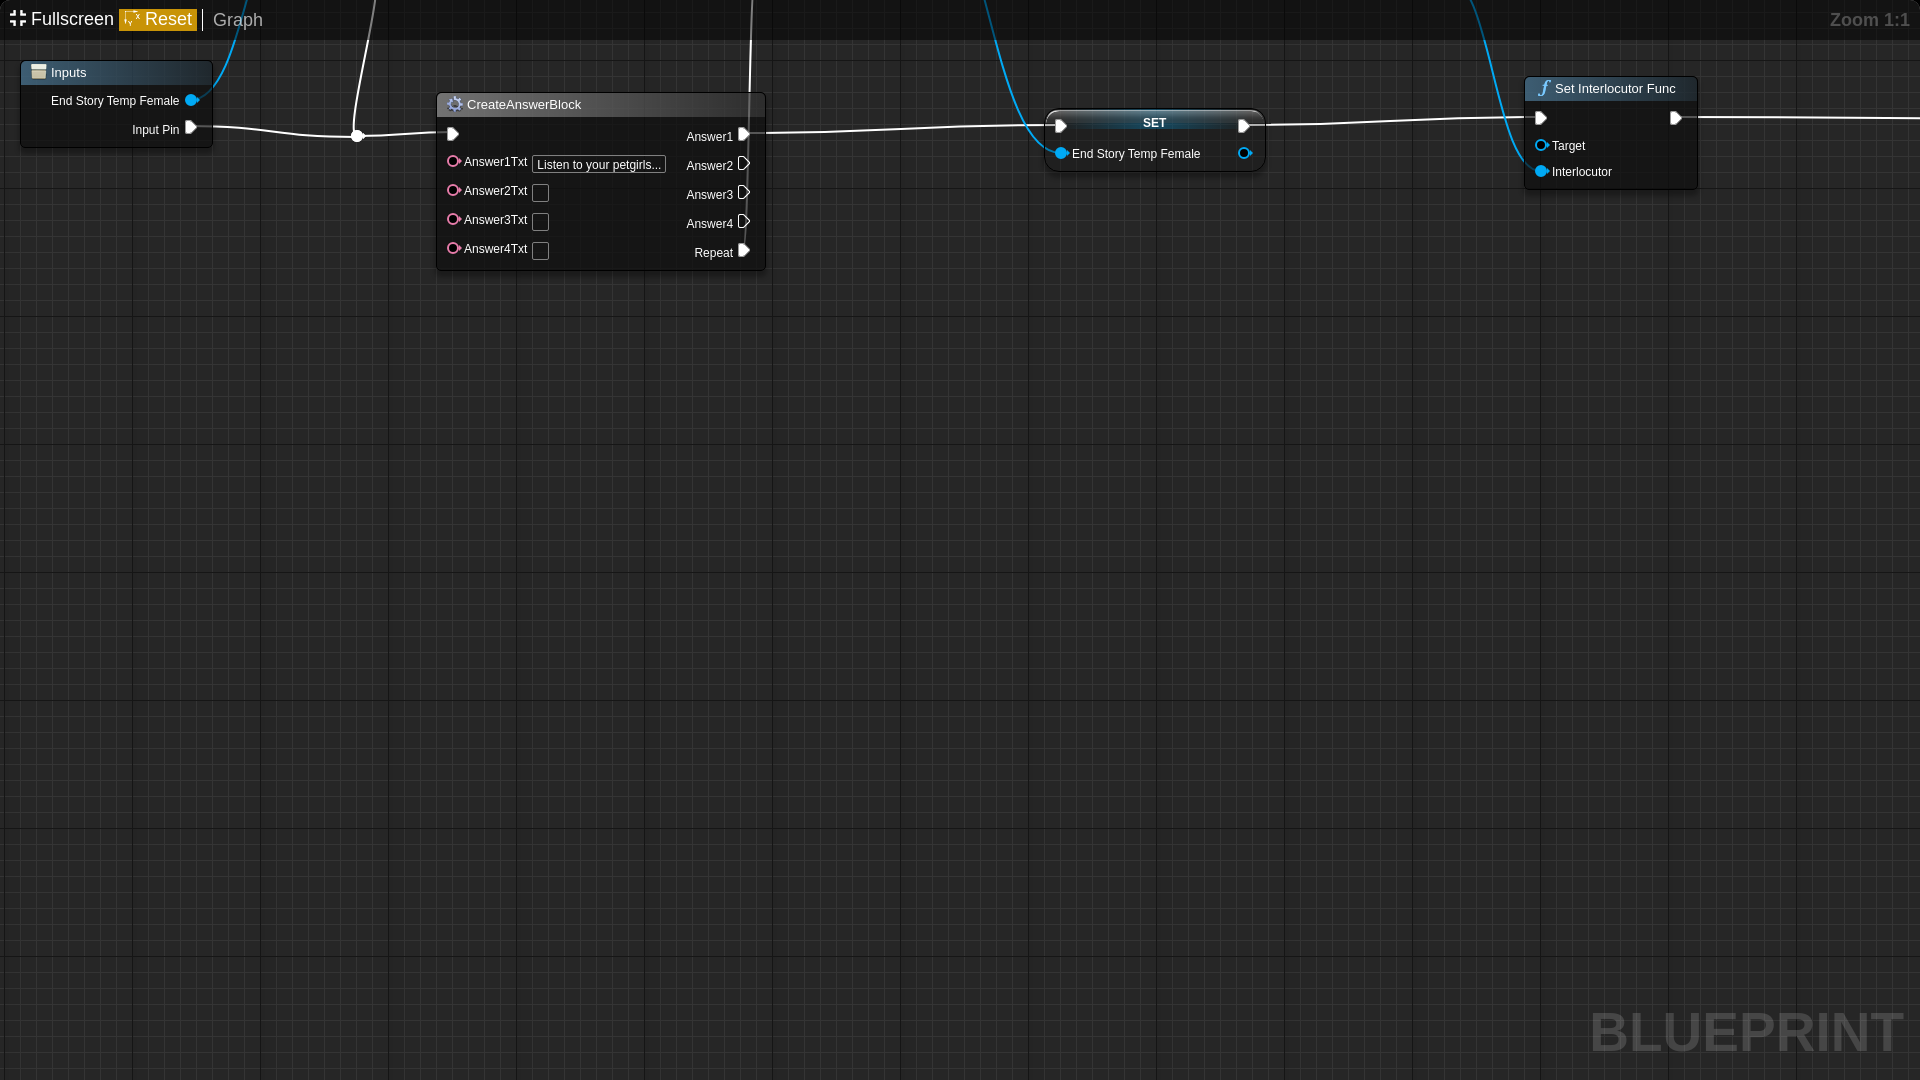 Fullscreen Reset Graph
Zoom 1:1
Inputs
End Story Temp Female
Input Pin
CreateAnswerBlock
Answer1
Answer1Txt Listen to your petgirls...
Answer2
Answer2Txt
Answer3
Answer3Txt
Answer4
Answer4Txt
Repeat
SET
End Story Temp Female
Set Interlocutor Func
Target
Interlocutor
BLUEPRINT